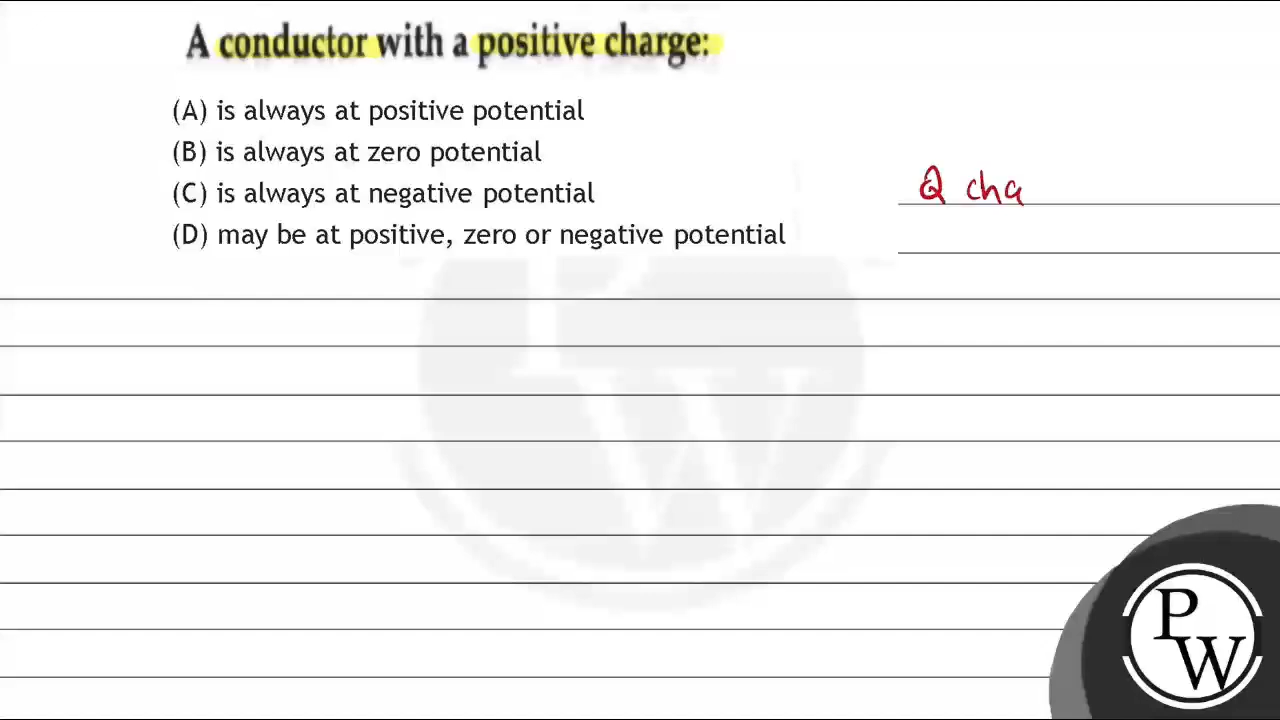 A conductor with a positive charge:
(A) is always at positive potential
(B) is always at zero potential
(C) is always at negative potential
(D) may be at positive, zero or negative potential
Q cha
P
W
P
W